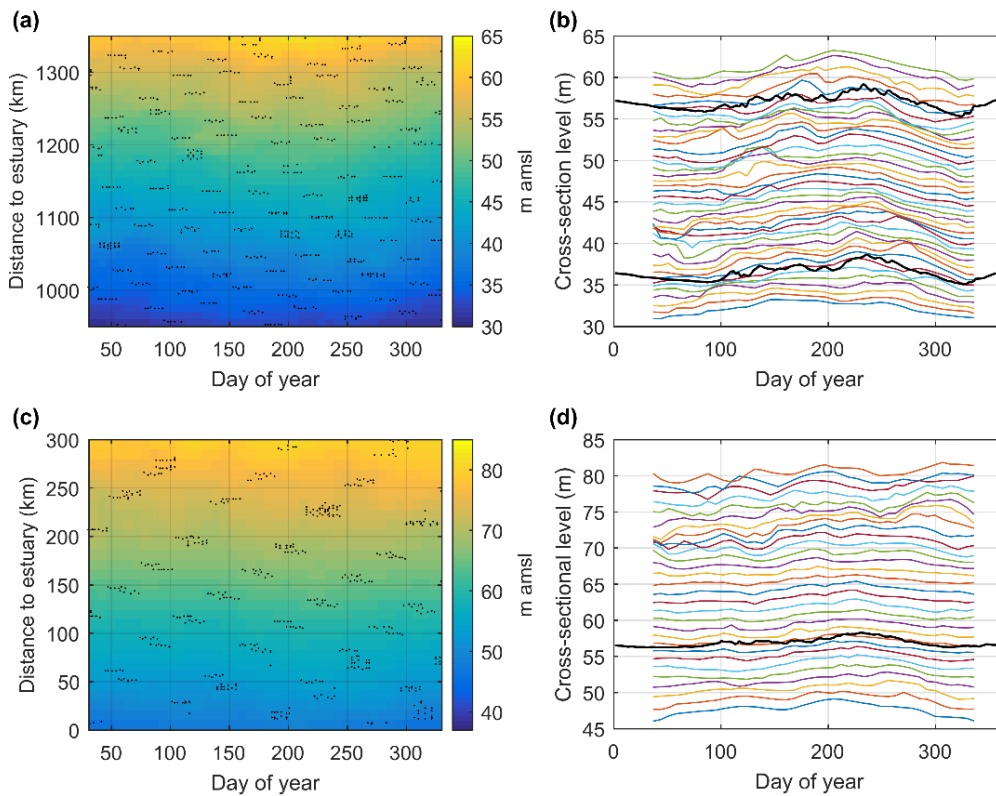 (a)
Distance to estuary (km)
1300
1200
1100
1000
50 100 150 200 250 300
Day of year
65
60
55
50
45
40
35
30
m amsl
(b)
Cross-section level (m)
65
60
55
50
45
40
35
30
0 100 200 300
Day of year
(c)
Distance to estuary (km)
300
250
200
150
100
50
0
50 100 150 200 250 300
Day of year
80
70
60
50
40
m amsl
(d)
Cross-sectional level (m)
85
80
75
70
65
60
55
50
45
0 100 200 300
Day of year